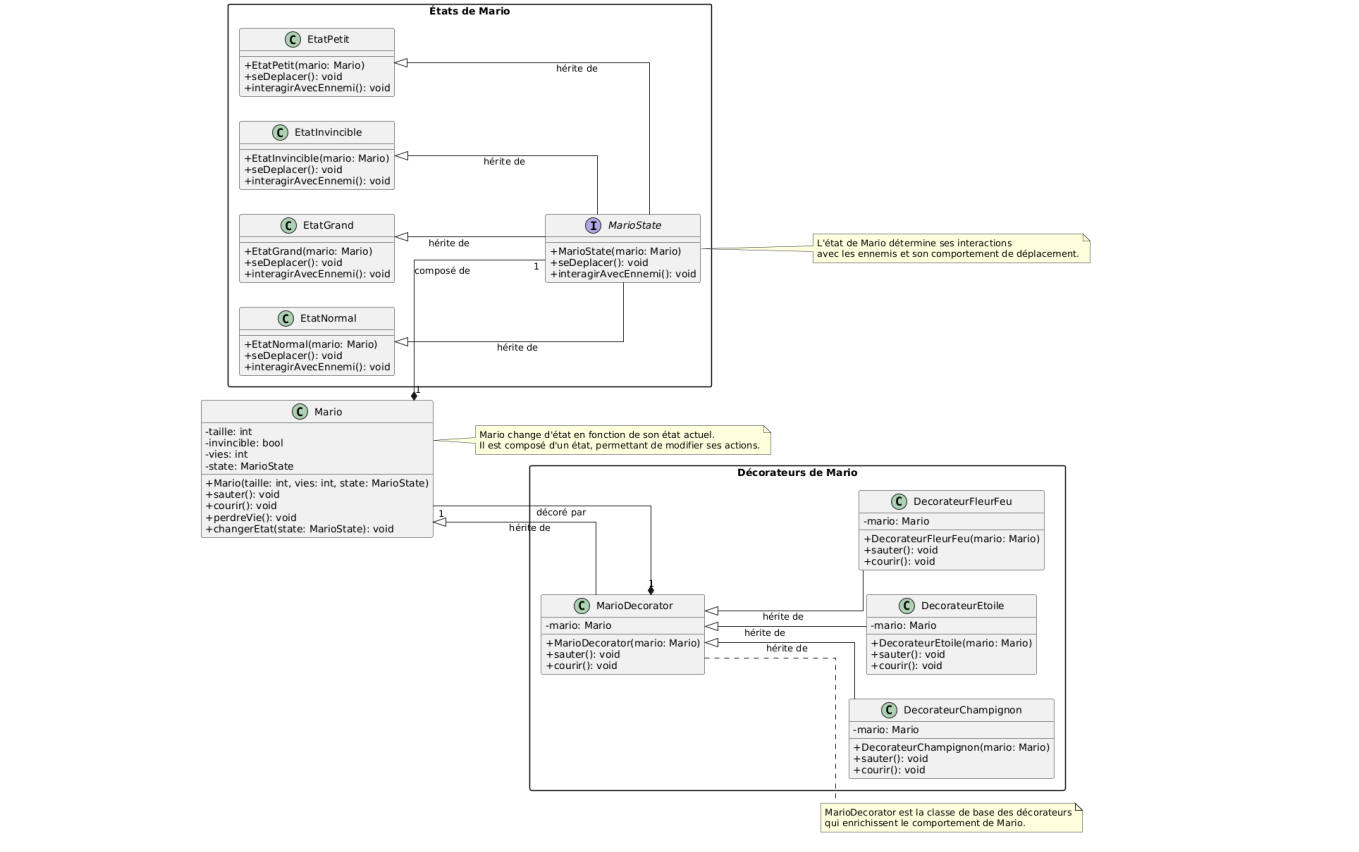 États de Mario
C EtatPetit
+EtatPetit(mario: Mario)
+seDeplacer(): void
+interagirAvecEnnemi(): void
hérite de
C EtatInvincible
+EtatInvincible(mario: Mario)
+seDeplacer(): void
+interagirAvecEnnemi(): void
hérite de
C EtatGrand
+EtatGrand(mario: Mario)
+seDeplacer(): void
+interagirAvecEnnemi(): void
hérite de
composé de
1
I MarioState
+MarioState(mario: Mario)
+seDeplacer(): void
+interagirAvecEnnemi(): void
L'état de Mario détermine ses interactions
avec les ennemis et son comportement de déplacement.
C EtatNormal
+EtatNormal(mario: Mario)
+seDeplacer(): void
+interagirAvecEnnemi(): void
hérite de
1
C Mario
-taille: int
-invincible: bool
-vies: int
-state: MarioState
+Mario(taille: int, vies: int, state: MarioState)
+sauter(): void
+courir(): void
+perdreVie(): void
+changerEtat(state: MarioState): void
Mario change d'état en fonction de son état actuel.
Il est composé d'un état, permettant de modifier ses actions.
Décorateurs de Mario
1
décoré par
hérite de
1
C DecorateurFleurFeu
-mario: Mario
+DecorateurFleurFeu(mario: Mario)
+sauter(): void
+courir(): void
C MarioDecorator
-mario: Mario
+MarioDecorator(mario: Mario)
+sauter(): void
+courir(): void
hérite de
hérite de
hérite de
C DecorateurEtoile
-mario: Mario
+DecorateurEtoile(mario: Mario)
+sauter(): void
+courir(): void
C DecorateurChampignon
-mario: Mario
+DecorateurChampignon(mario: Mario)
+sauter(): void
+courir(): void
MarioDecorator est la classe de base des décorateurs
qui enrichissent le comportement de Mario.